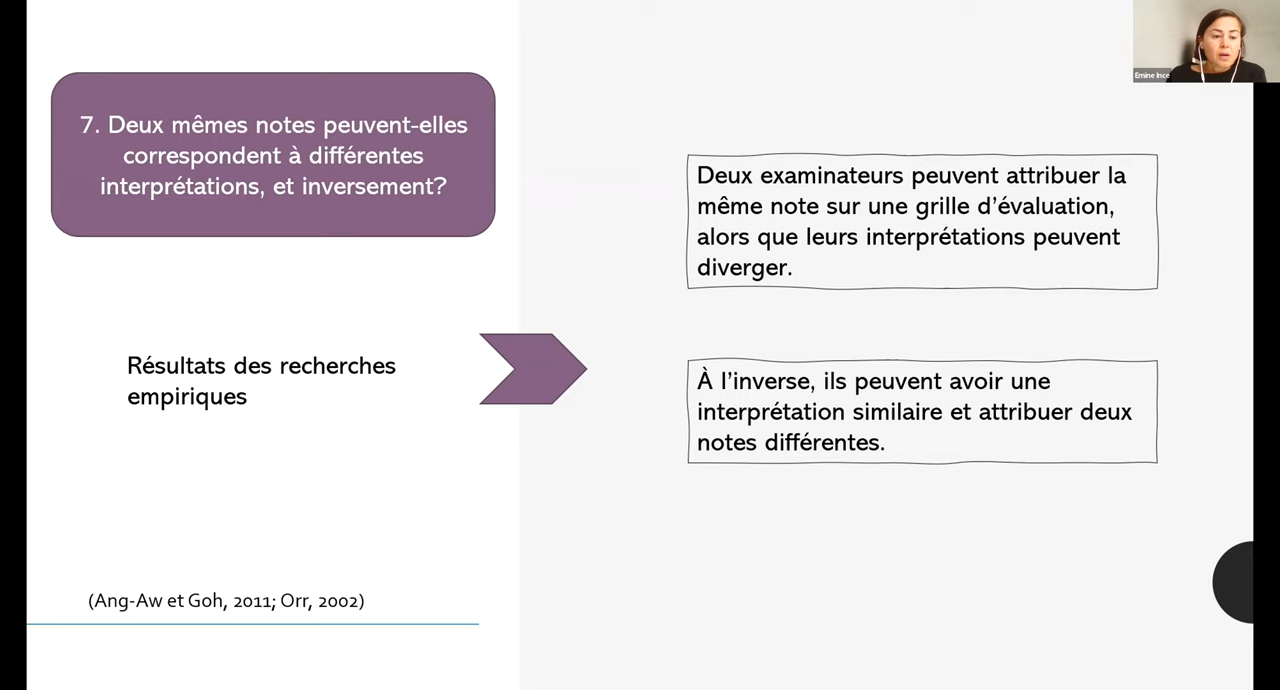 Emine Ince
7. Deux mêmes notes peuvent-elles
correspondent à différentes
interprétations, et inversement?
Deux examinateurs peuvent attribuer la
même note sur une grille d’évaluation,
alors que leurs interprétations peuvent
diverger.
Résultats des recherches
empiriques
À l’inverse, ils peuvent avoir une
interprétation similaire et attribuer deux
notes différentes.
(Ang-Aw et Goh, 2011; Orr, 2002)